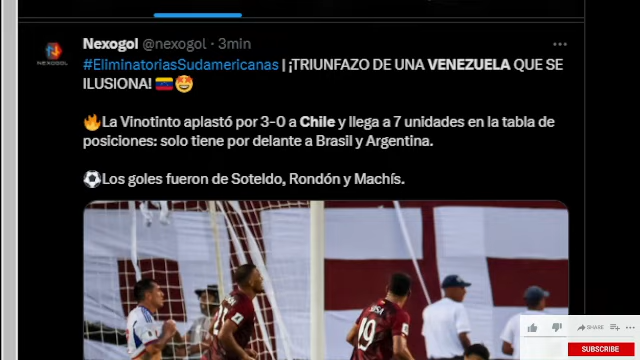 Nexogol @nexogol · 3min ···
#EliminatoriasSudamericanas | ¡TRIUNFAZO DE UNA VENEZUELA QUE SE
ILUSIONA! 🇻🇪🤩
🔥La Vinotinto aplastó por 3-0 a Chile y llega a 7 unidades en la tabla de
posiciones: solo tiene por delante a Brasil y Argentina.
⚽Los goles fueron de Soteldo, Rondón y Machís.
19
SHARE
SUBSCRIBE